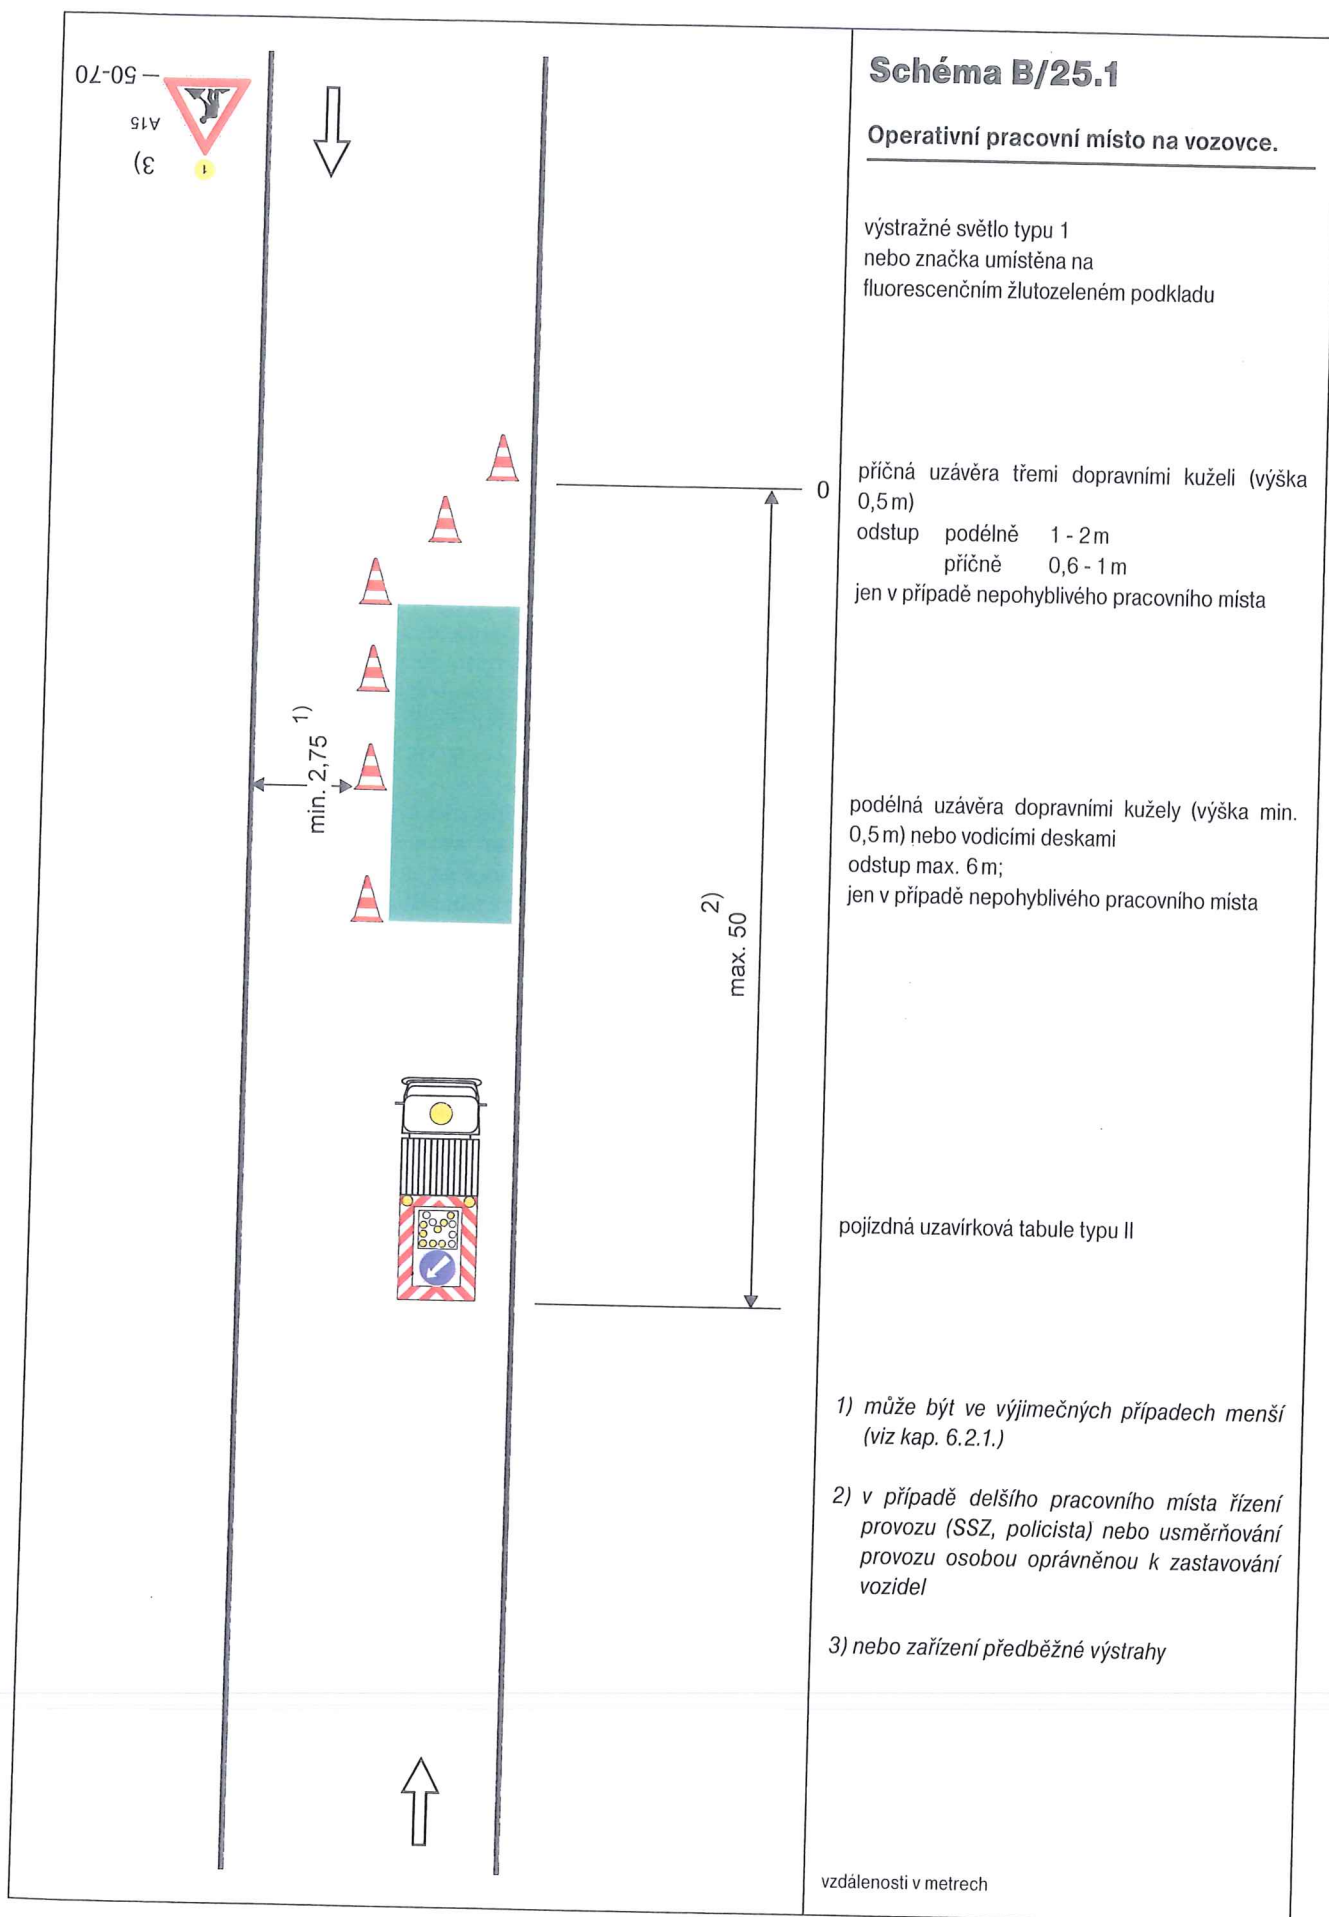 50-70
A15
3)
1
min. 2,75 1)
max. 50 2)
0
Schéma B/25.1
Operativní pracovní místo na vozovce.
výstražné světlo typu 1
nebo značka umístěna na
fluorescenčním žlutozeleném podkladu
příčná uzávěra třemi dopravními kuželi (výška
0,5 m)
odstup podélně 1 - 2 m
příčně 0,6 - 1 m
jen v případě nepohyblivého pracovního místa
podélná uzávěra dopravními kužely (výška min.
0,5 m) nebo vodicími deskami
odstup max. 6 m;
jen v případě nepohyblivého pracovního místa
pojízdná uzavírková tabule typu II
1) může být ve výjimečných případech menší
(viz kap. 6.2.1.)
2) v případě delšího pracovního místa řízení
provozu (SSZ, policista) nebo usměrňování
provozu osobou oprávněnou k zastavování
vozidel
3) nebo zařízení předběžné výstrahy
vzdálenosti v metrech